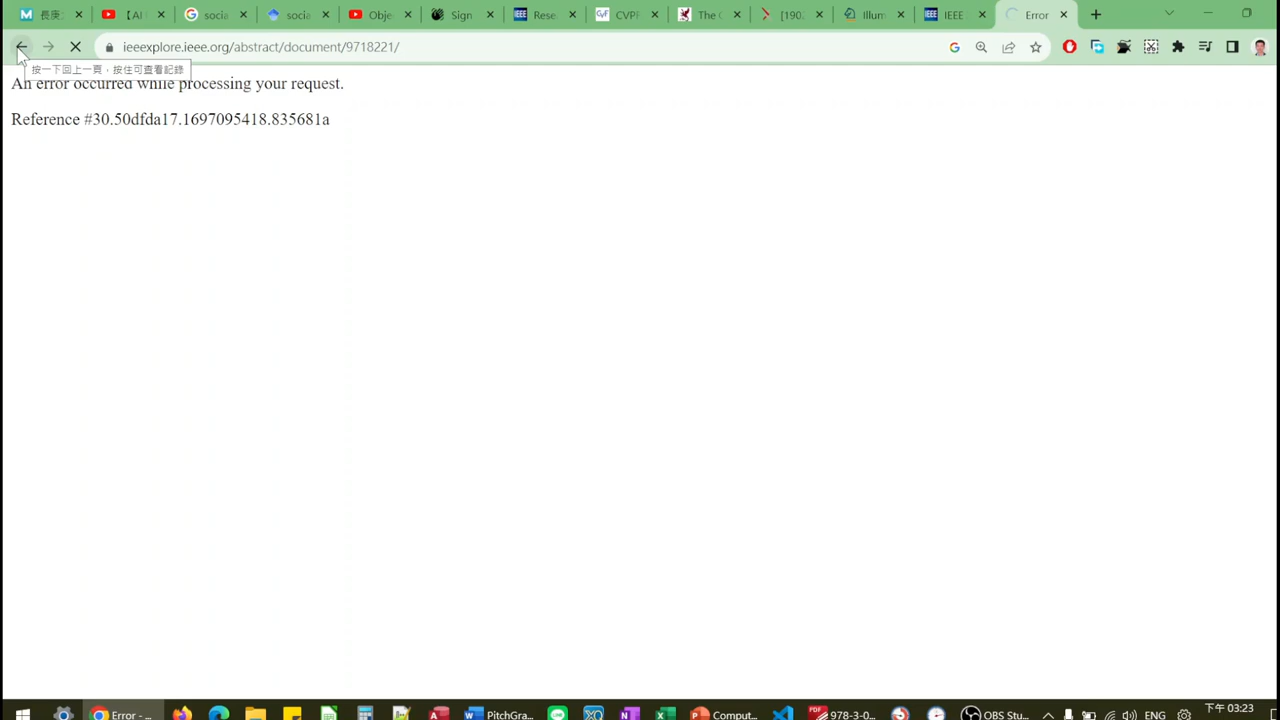 長庚
【AI
socia
socia
Obje
Sign
Rese
CVPF
The C
[190.
Illum
IEEE
Error
ieeexplore.ieee.org/abstract/document/9718221/
按一下回上一頁，按住可查看記錄
An error occurred while processing your request.
Reference #30.50dfda17.1697095418.835681a
Error - ...
PitchGra...
Comput...
978-3-0...
OBS Stu...
ENG
下午 03:23